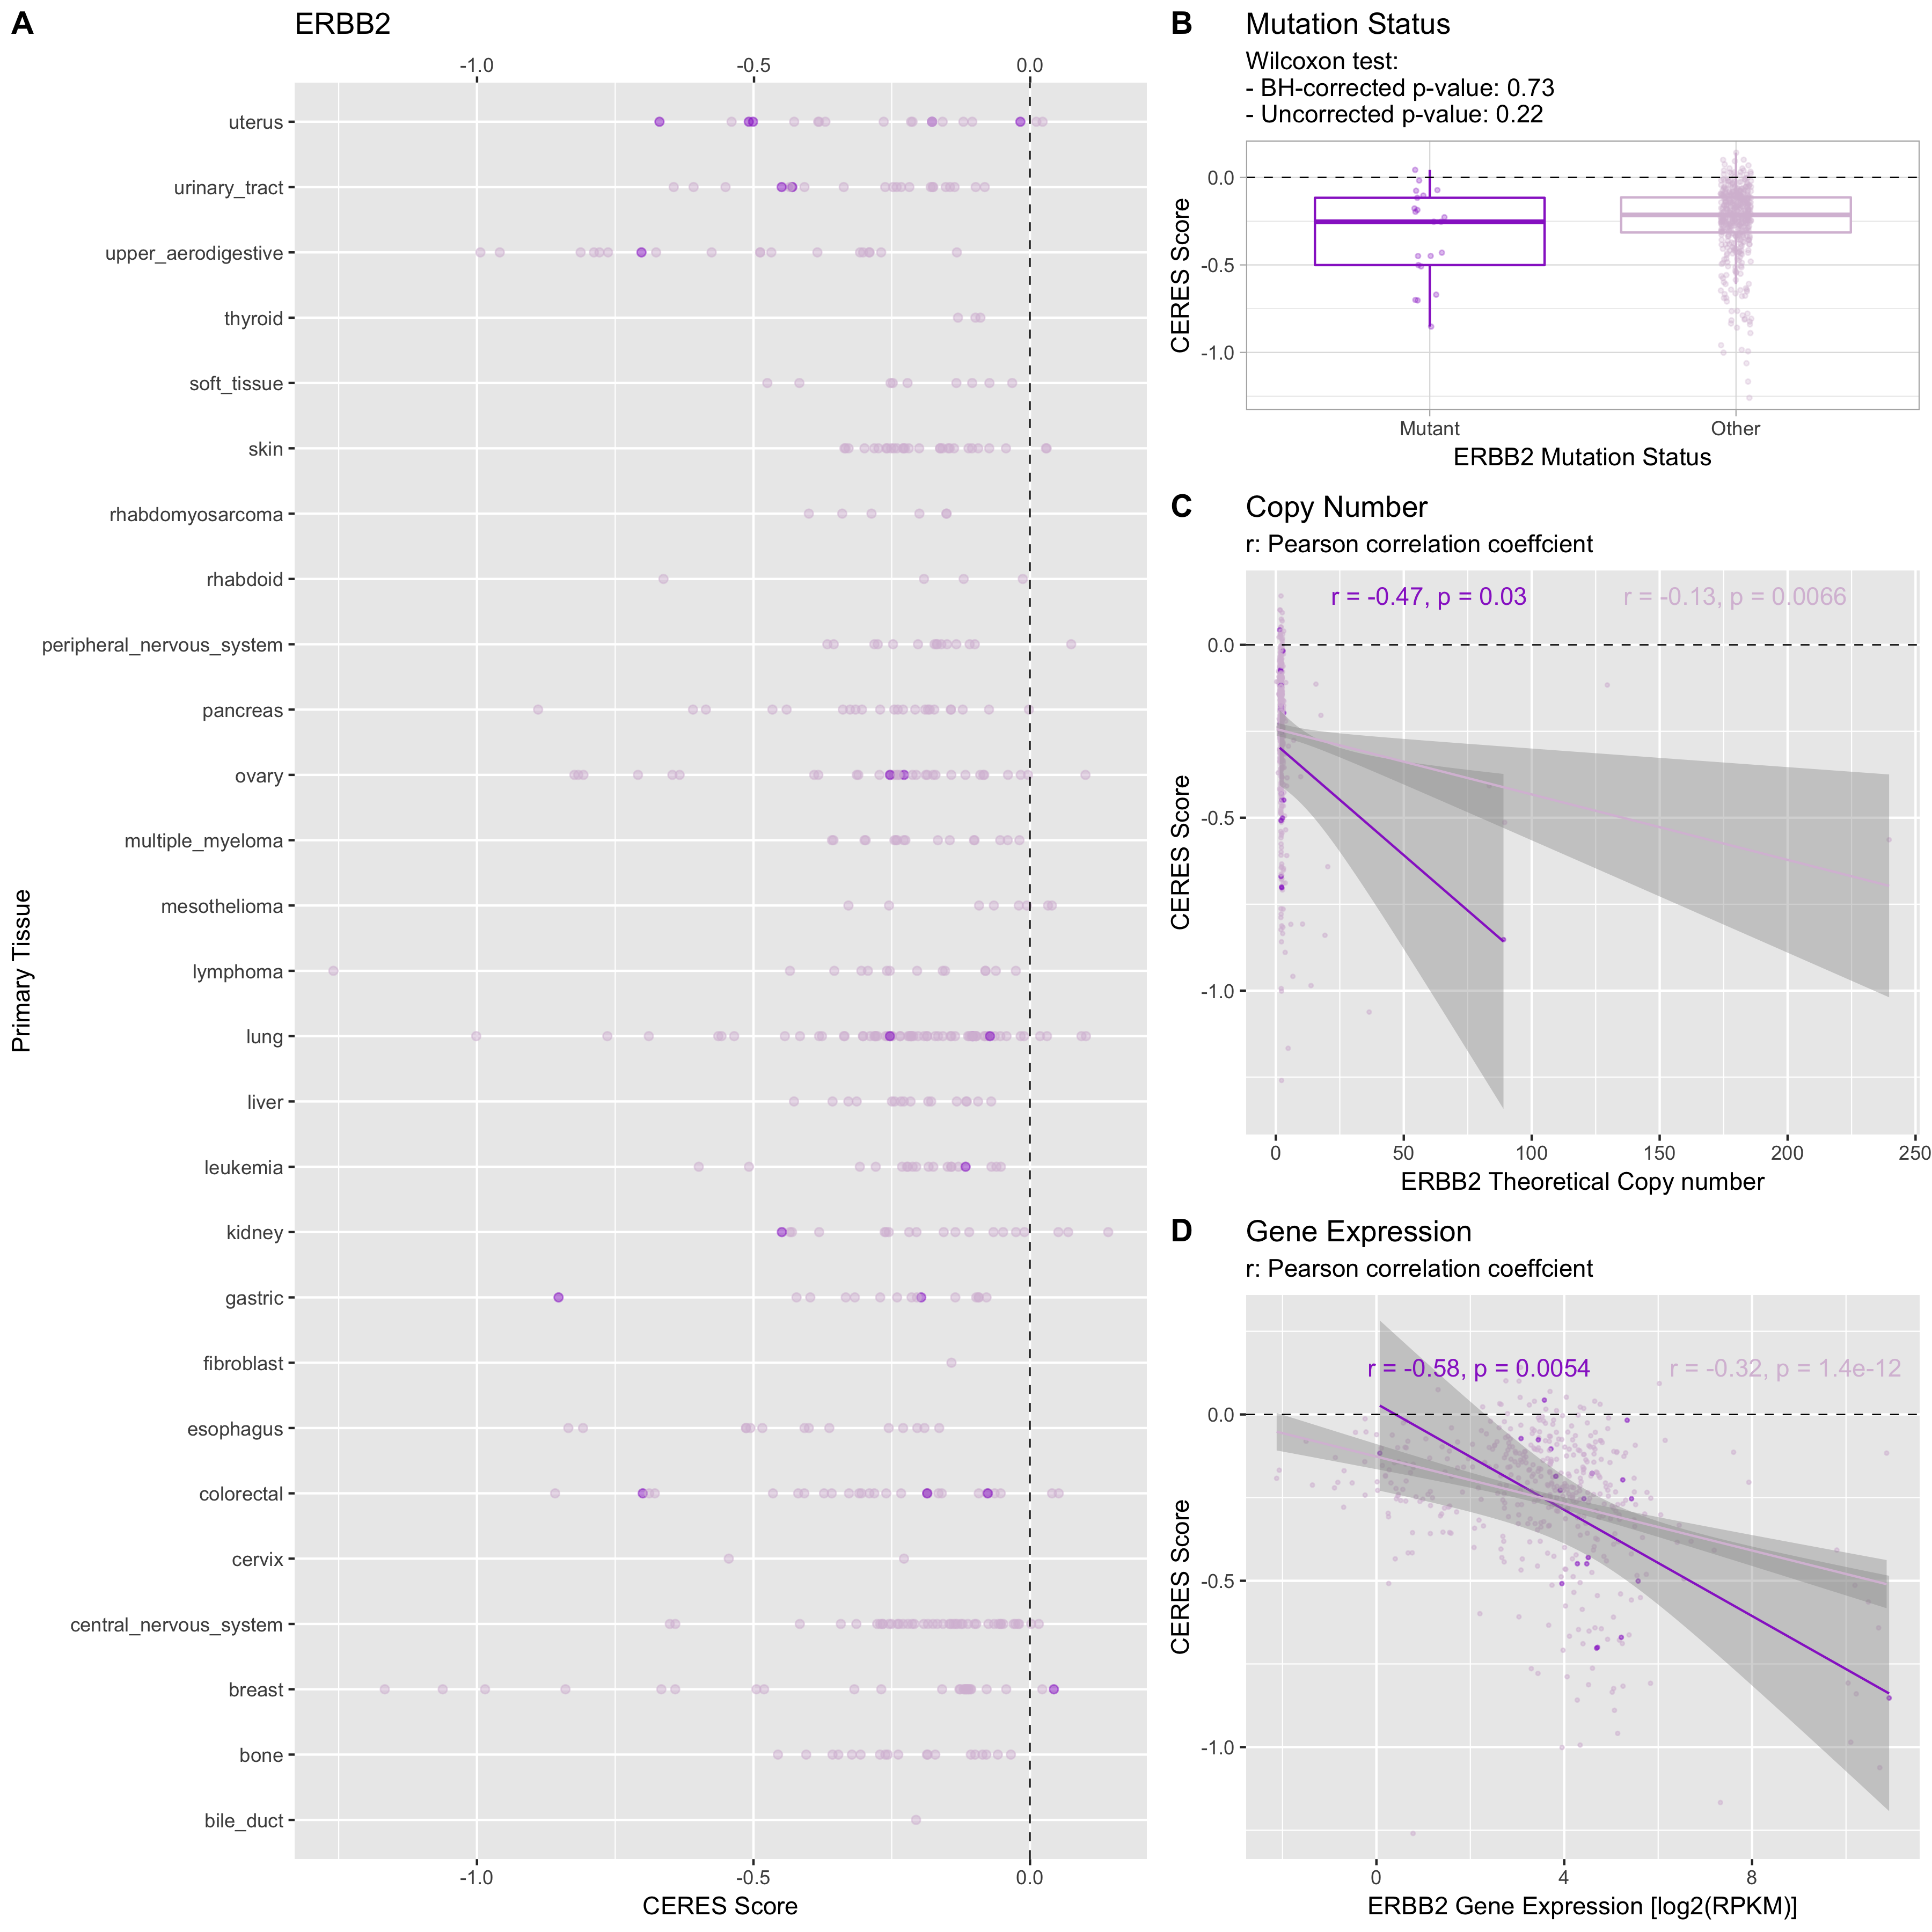 A
ERBB2
-1.0
-0.5
0.0
uterus
urinary_tract
upper_aerodigestive
thyroid
soft_tissue
skin
rhabdomyosarcoma
rhabdoid
peripheral_nervous_system
pancreas
ovary
multiple_myeloma
mesothelioma
lymphoma
lung
liver
leukemia
kidney
gastric
fibroblast
esophagus
colorectal
cervix
central_nervous_system
breast
bone
bile_duct
Primary Tissue
-1.0
-0.5
0.0
CERES Score
B
Mutation Status
Wilcoxon test:
- BH-corrected p-value: 0.73
- Uncorrected p-value: 0.22
0.0
-0.5
-1.0
CERES Score
Mutant
Other
ERBB2 Mutation Status
C
Copy Number
r: Pearson correlation coeffcient
r = -0.47, p = 0.03
r = -0.13, p = 0.0066
0.0
-0.5
-1.0
CERES Score
0
50
100
150
200
250
ERBB2 Theoretical Copy number
D
Gene Expression
r: Pearson correlation coeffcient
r = -0.58, p = 0.0054
r = -0.32, p = 1.4e-12
0.0
-0.5
-1.0
CERES Score
0
4
8
ERBB2 Gene Expression [log2(RPKM)]